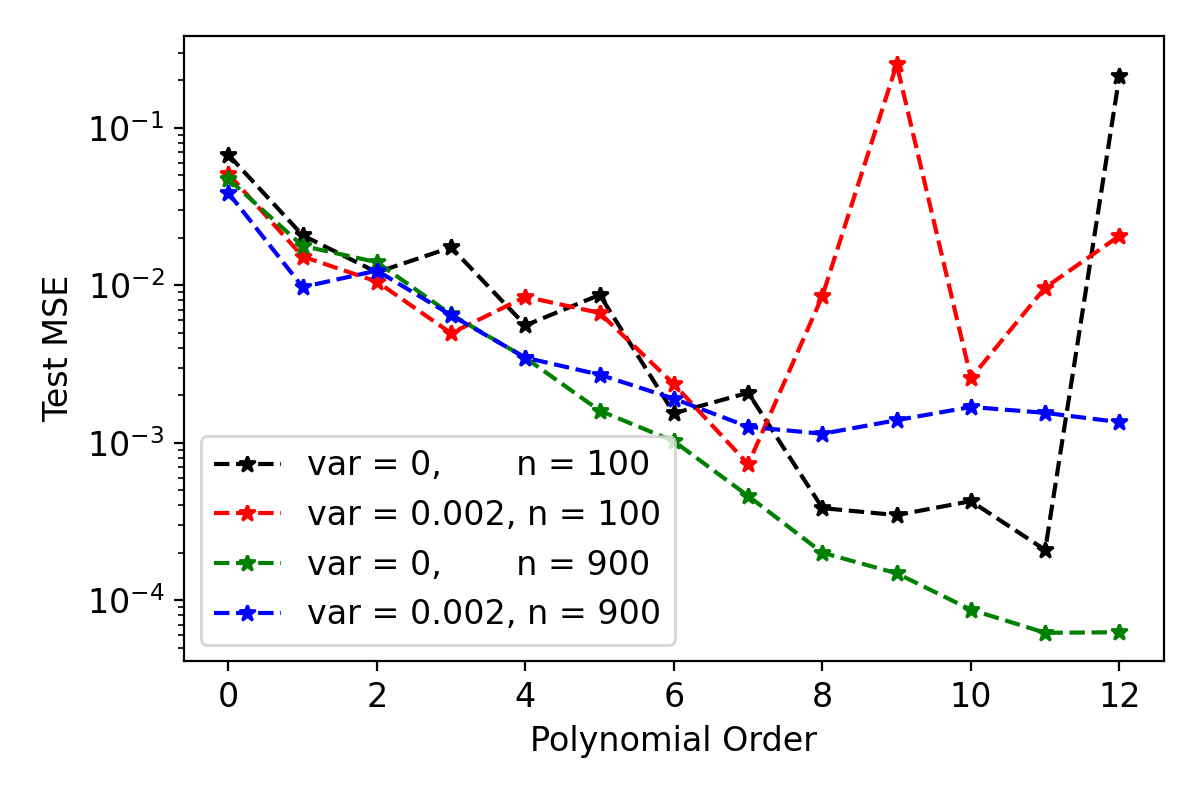 10⁻¹
10⁻²
10⁻³
10⁻⁴
Test MSE
var = 0, n = 100
var = 0.002, n = 100
var = 0, n = 900
var = 0.002, n = 900
0 2 4 6 8 10 12
Polynomial Order